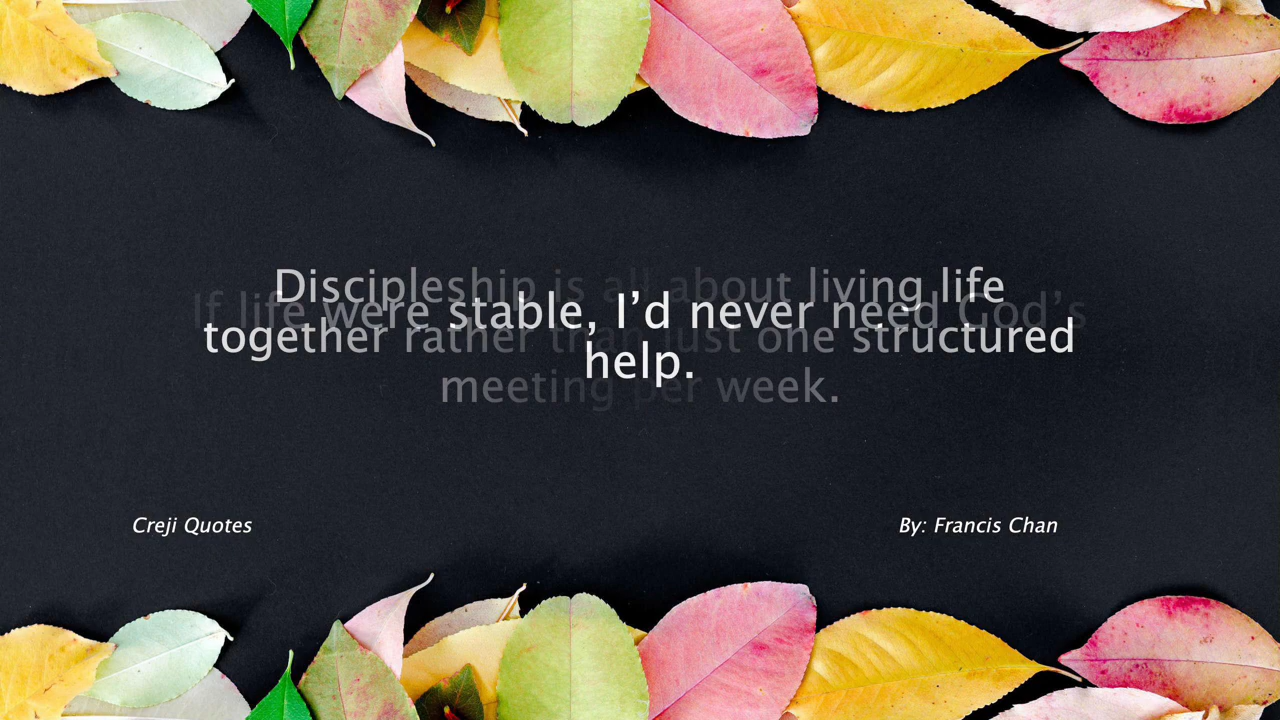 Discipleship is all about living life
together rather than just one structured
meeting per week.
If life were stable, I’d never need God’s
help.
Creji Quotes
By: Francis Chan